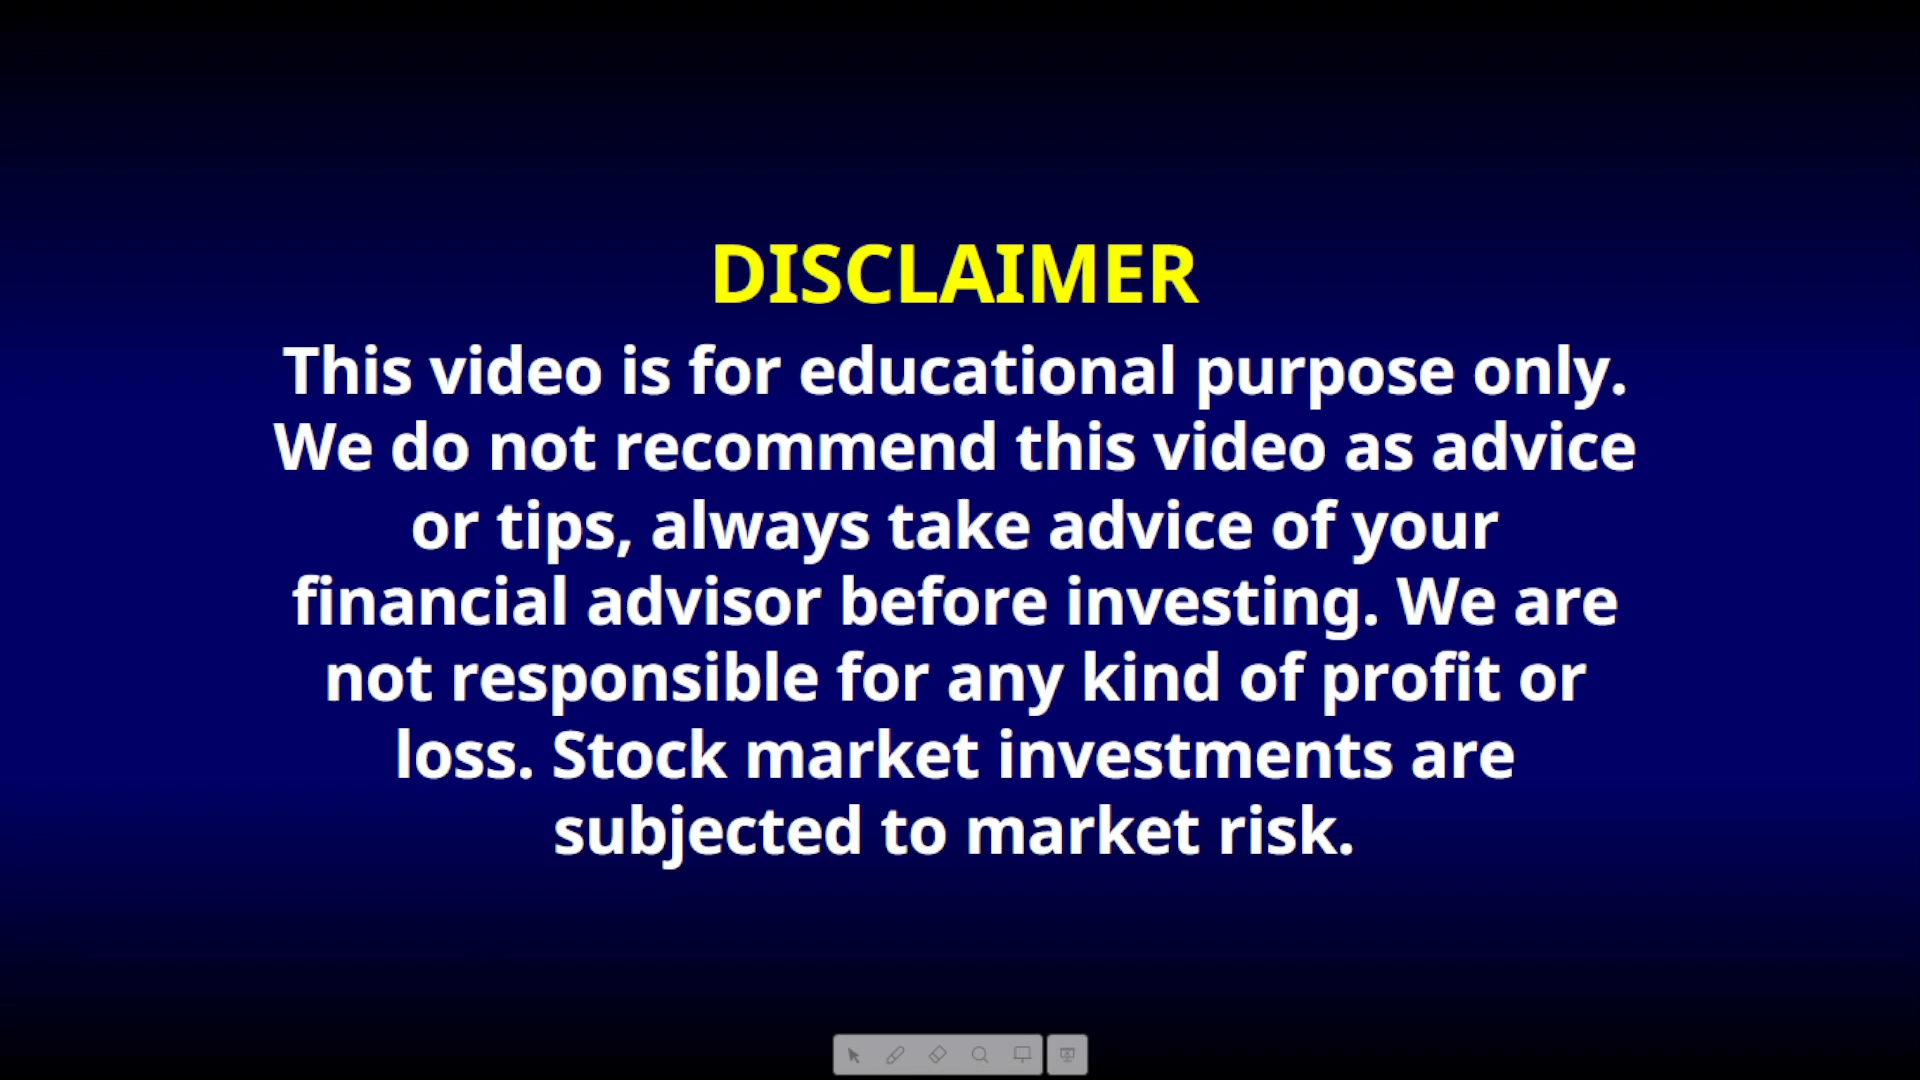 DISCLAIMER
This video is for educational purpose only.
We do not recommend this video as advice
or tips, always take advice of your
financial advisor before investing. We are
not responsible for any kind of profit or
loss. Stock market investments are
subjected to market risk.